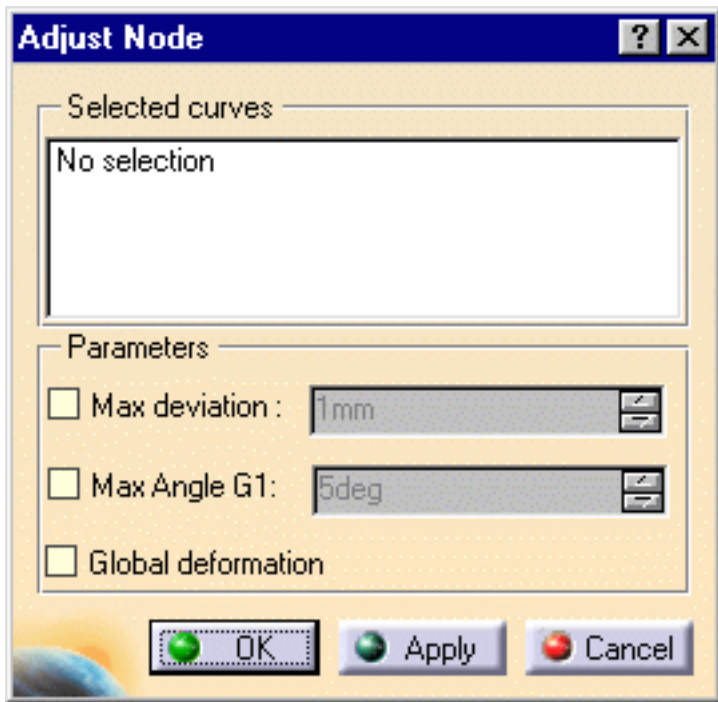 Adjust Node
Selected curves
No selection
Parameters
Max deviation : 1mm
Max Angle G1: 5deg
Global deformation
OK Apply Cancel